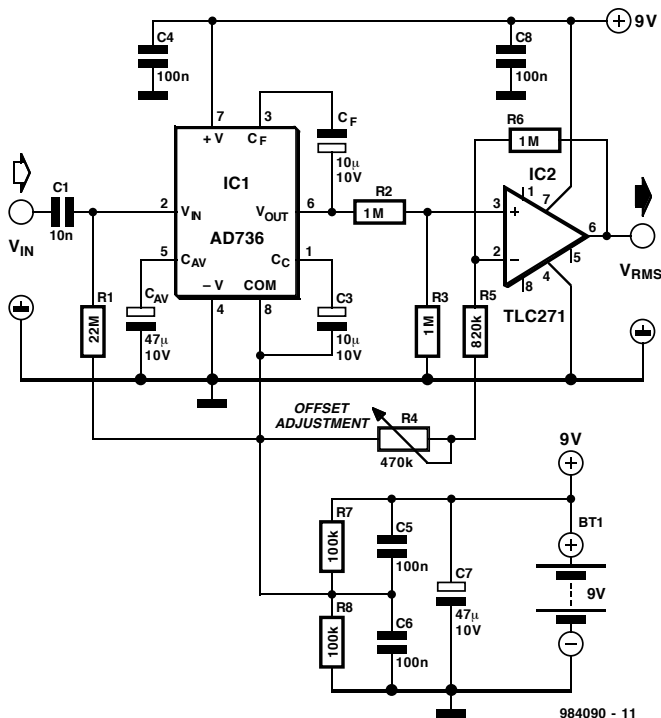 C4
100n
C8
100n
9V
7
3
+ V
CF
CF
10μ
10V
R6
1M
IC1
IC2
C1
10n
VIN
2
VIN
VOUT
6
R2
1M
3
+
1
7
6
AD736
5
CAV
CC
1
2
–
8
4
5
VRMS
R1
22M
CAV
47μ
10V
– V
COM
4
8
C3
10μ
10V
R3
1M
R5
820k
TLC271
OFFSET
ADJUSTMENT
R4
470k
9V
+
R7
100k
C5
100n
BT1
+
C7
47μ
10V
9V
R8
100k
C6
100n
–
984090 - 11